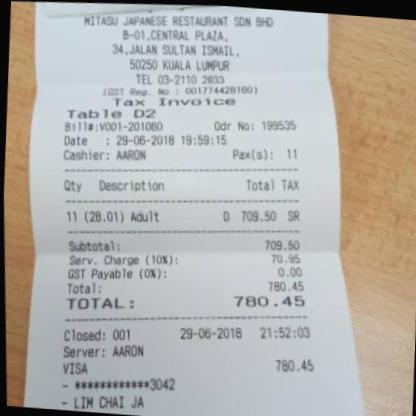 MITASU JAPANESE RESTAURANT SDN BHD
B-01,CENTRAL PLAZA,
34,JALAN SULTAN ISMAIL,
50250 KUALA LUMPUR
TEL 03-2110 2833
(GST Reg. No : 001774428160)
Tax Invoice
Table D2
Bill#:V001-201060 Odr No: 199535
Date : 29-06-2018 19:59:15
Cashier: AARON Pax(s): 11
Qty Description Total TAX
11 (28.01) Adult D 709.50 SR
Subtotal: 709.50
Serv. Charge (10%): 70.95
GST Payable (0%): 0.00
Total: 780.45
TOTAL: 780.45
Closed: 001 29-06-2018 21:52:03
Server: AARON
VISA 780.45
- ************3042
- LIM CHAI JA